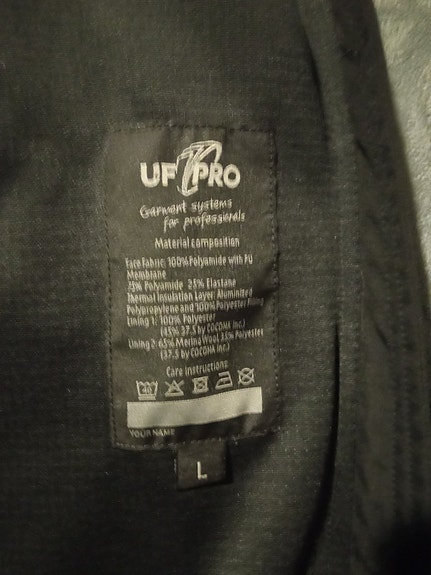 UF PRO
Garment systems
for professionals
Material composition
Face Fabric: 100% Polyamide with PU
Membrane
75% Polyamide 25% Elastane
Thermal Insulation Layer: Aluminized
Polypropylene and 100% Polyester Filling
Lining 1: 100% Polyester
(45% 37.5 by COCONA Inc.)
Lining 2: 65% Merino Wool 35% Polyester
(37.5 by COCONA Inc.)
Care instructions
YOUR NAME
L